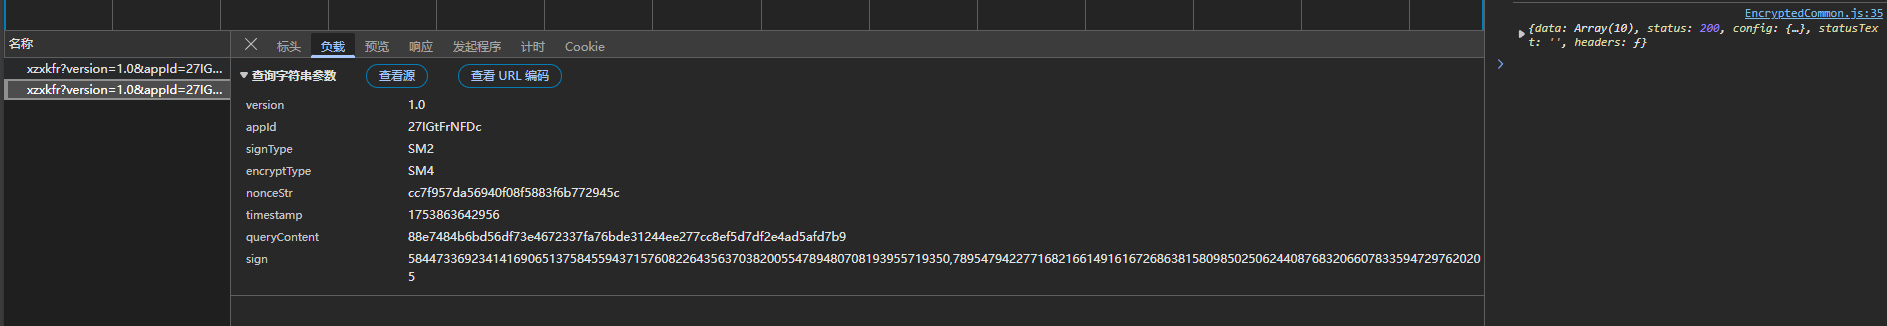 名称
xzxkfr?version=1.0&appId=27IG...
xzxkfr?version=1.0&appId=27IG...
标头 负载 预览 响应 发起程序 计时 Cookie
查询字符串参数 查看源 查看 URL 编码
version 1.0
appId 27IGtFrNFDc
signType SM2
encryptType SM4
nonceStr cc7f957da56940f08f5883f6b772945c
timestamp 1753863642956
queryContent 88e7484b6bd56df73e4672337fa76bde31244ee277cc8ef5d7df2e4ad5afd7b9
sign 58447336923414169065137584559437157608226435637038200554789480708193955719350,7895479422771682166149161672686381580985025062440876832066078335947297620205
5
EncryptedCommon.js:35
{data: Array(10), status: 200, config: {…}, statusTex
t: '', headers: ƒ}